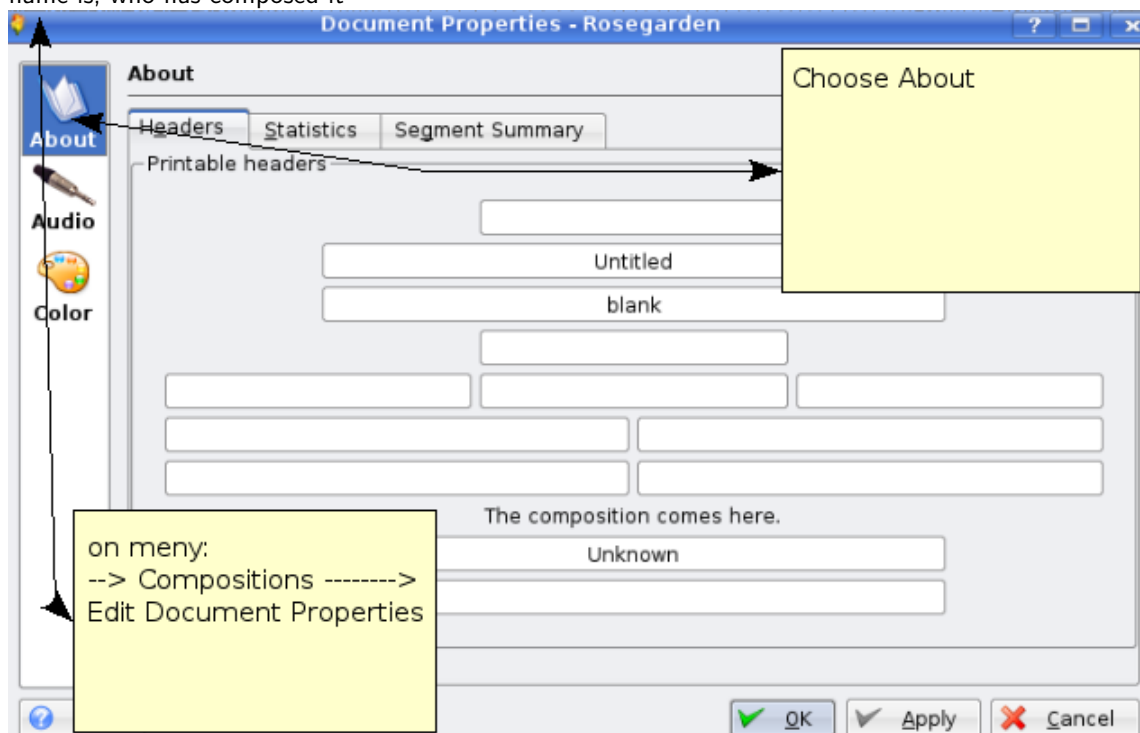 name is, who has composed it
Document Properties - Rosegarden
About
Choose About
About
Headers Statistics Segment Summary
Printable headers
Audio
Untitled
blank
Color
The composition comes here.
on meny:
--> Compositions -------->
Edit Document Properties
Unknown
OK Apply Cancel